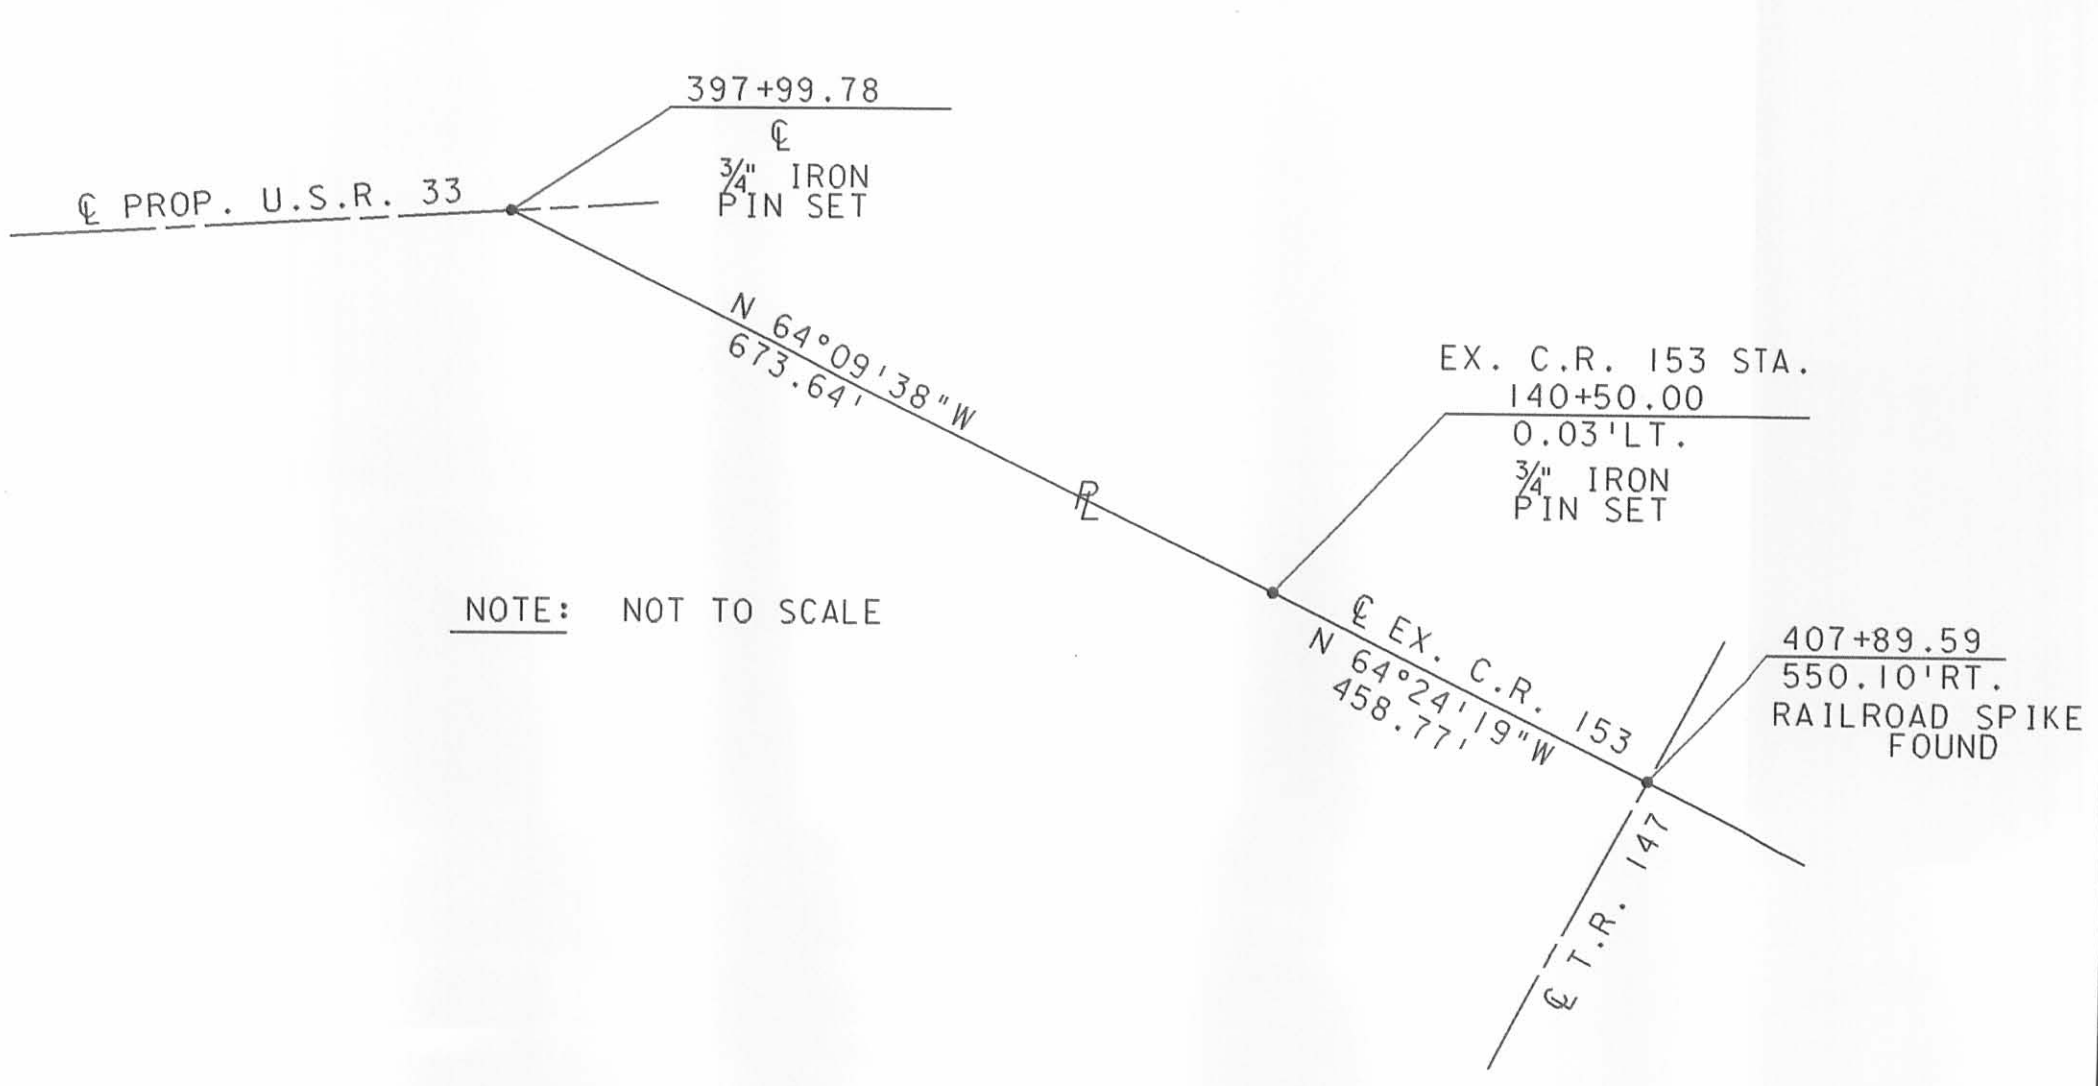 397+99.78
℄
3/4" IRON
PIN SET
℄ PROP. U.S.R. 33
N 64°09'38"W
673.64'
EX. C.R. 153 STA.
140+50.00
0.03'LT.
3/4" IRON
PIN SET
PL
NOTE: NOT TO SCALE
℄ EX. C.R. 153
N 64°24'19"W
458.77'
407+89.59
550.10'RT.
RAILROAD SPIKE
FOUND
℄ T.R. 147